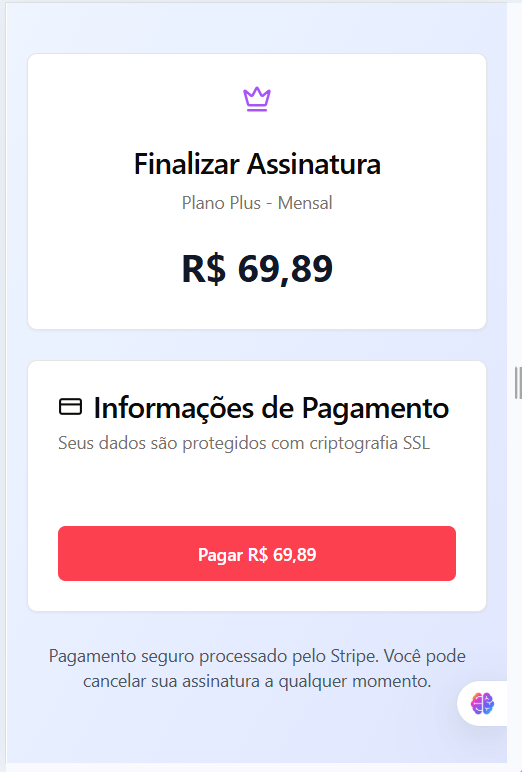 Finalizar Assinatura
Plano Plus - Mensal
R$ 69,89
Informações de Pagamento
Seus dados são protegidos com criptografia SSL
Pagar R$ 69,89
Pagamento seguro processado pelo Stripe. Você pode
cancelar sua assinatura a qualquer momento.